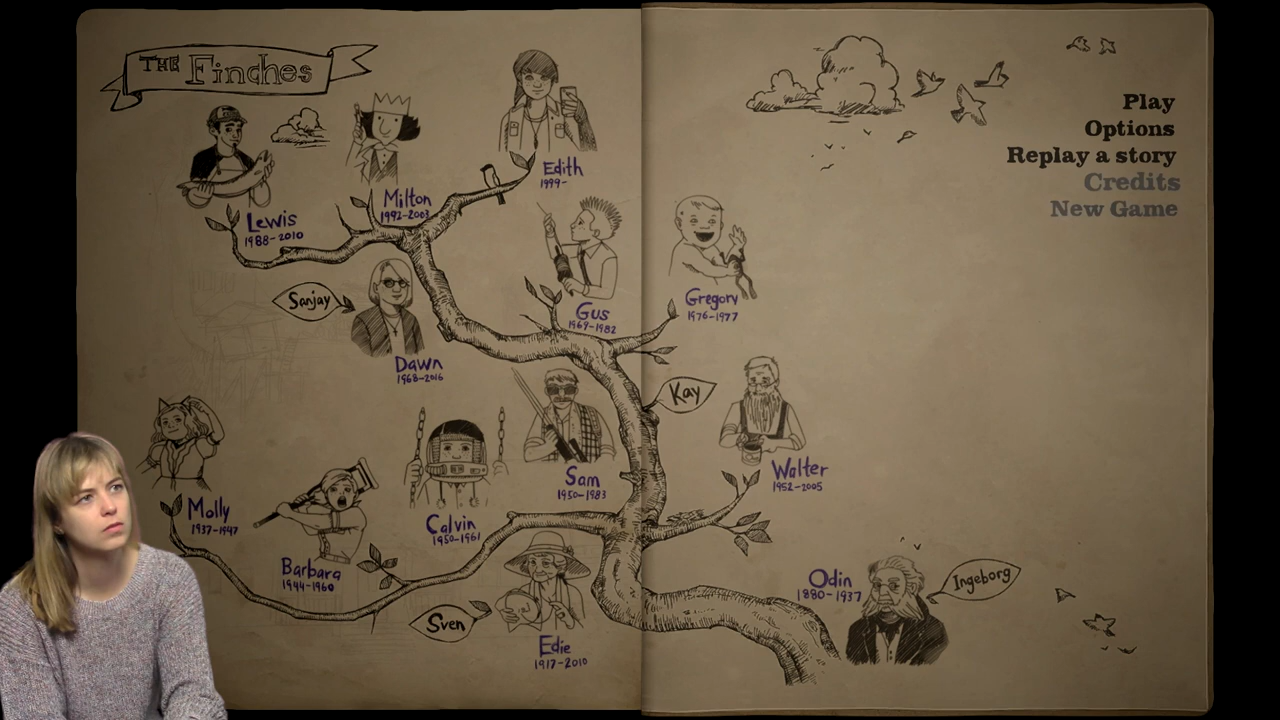 THE Finches
Edith
1999-
Milton
1992-2003
Lewis
1988-2010
Sanjay
Gus
1969-1982
Gregory
1976-1977
Dawn
1968-2016
Kay
Sam
1950-1983
Walter
1952-2005
Molly
1937-1947
Calvin
1950-1961
Barbara
1944-1960
Sven
Edie
1917-2010
Odin
1880-1937
Ingeborg
Play
Options
Replay a story
Credits
New Game